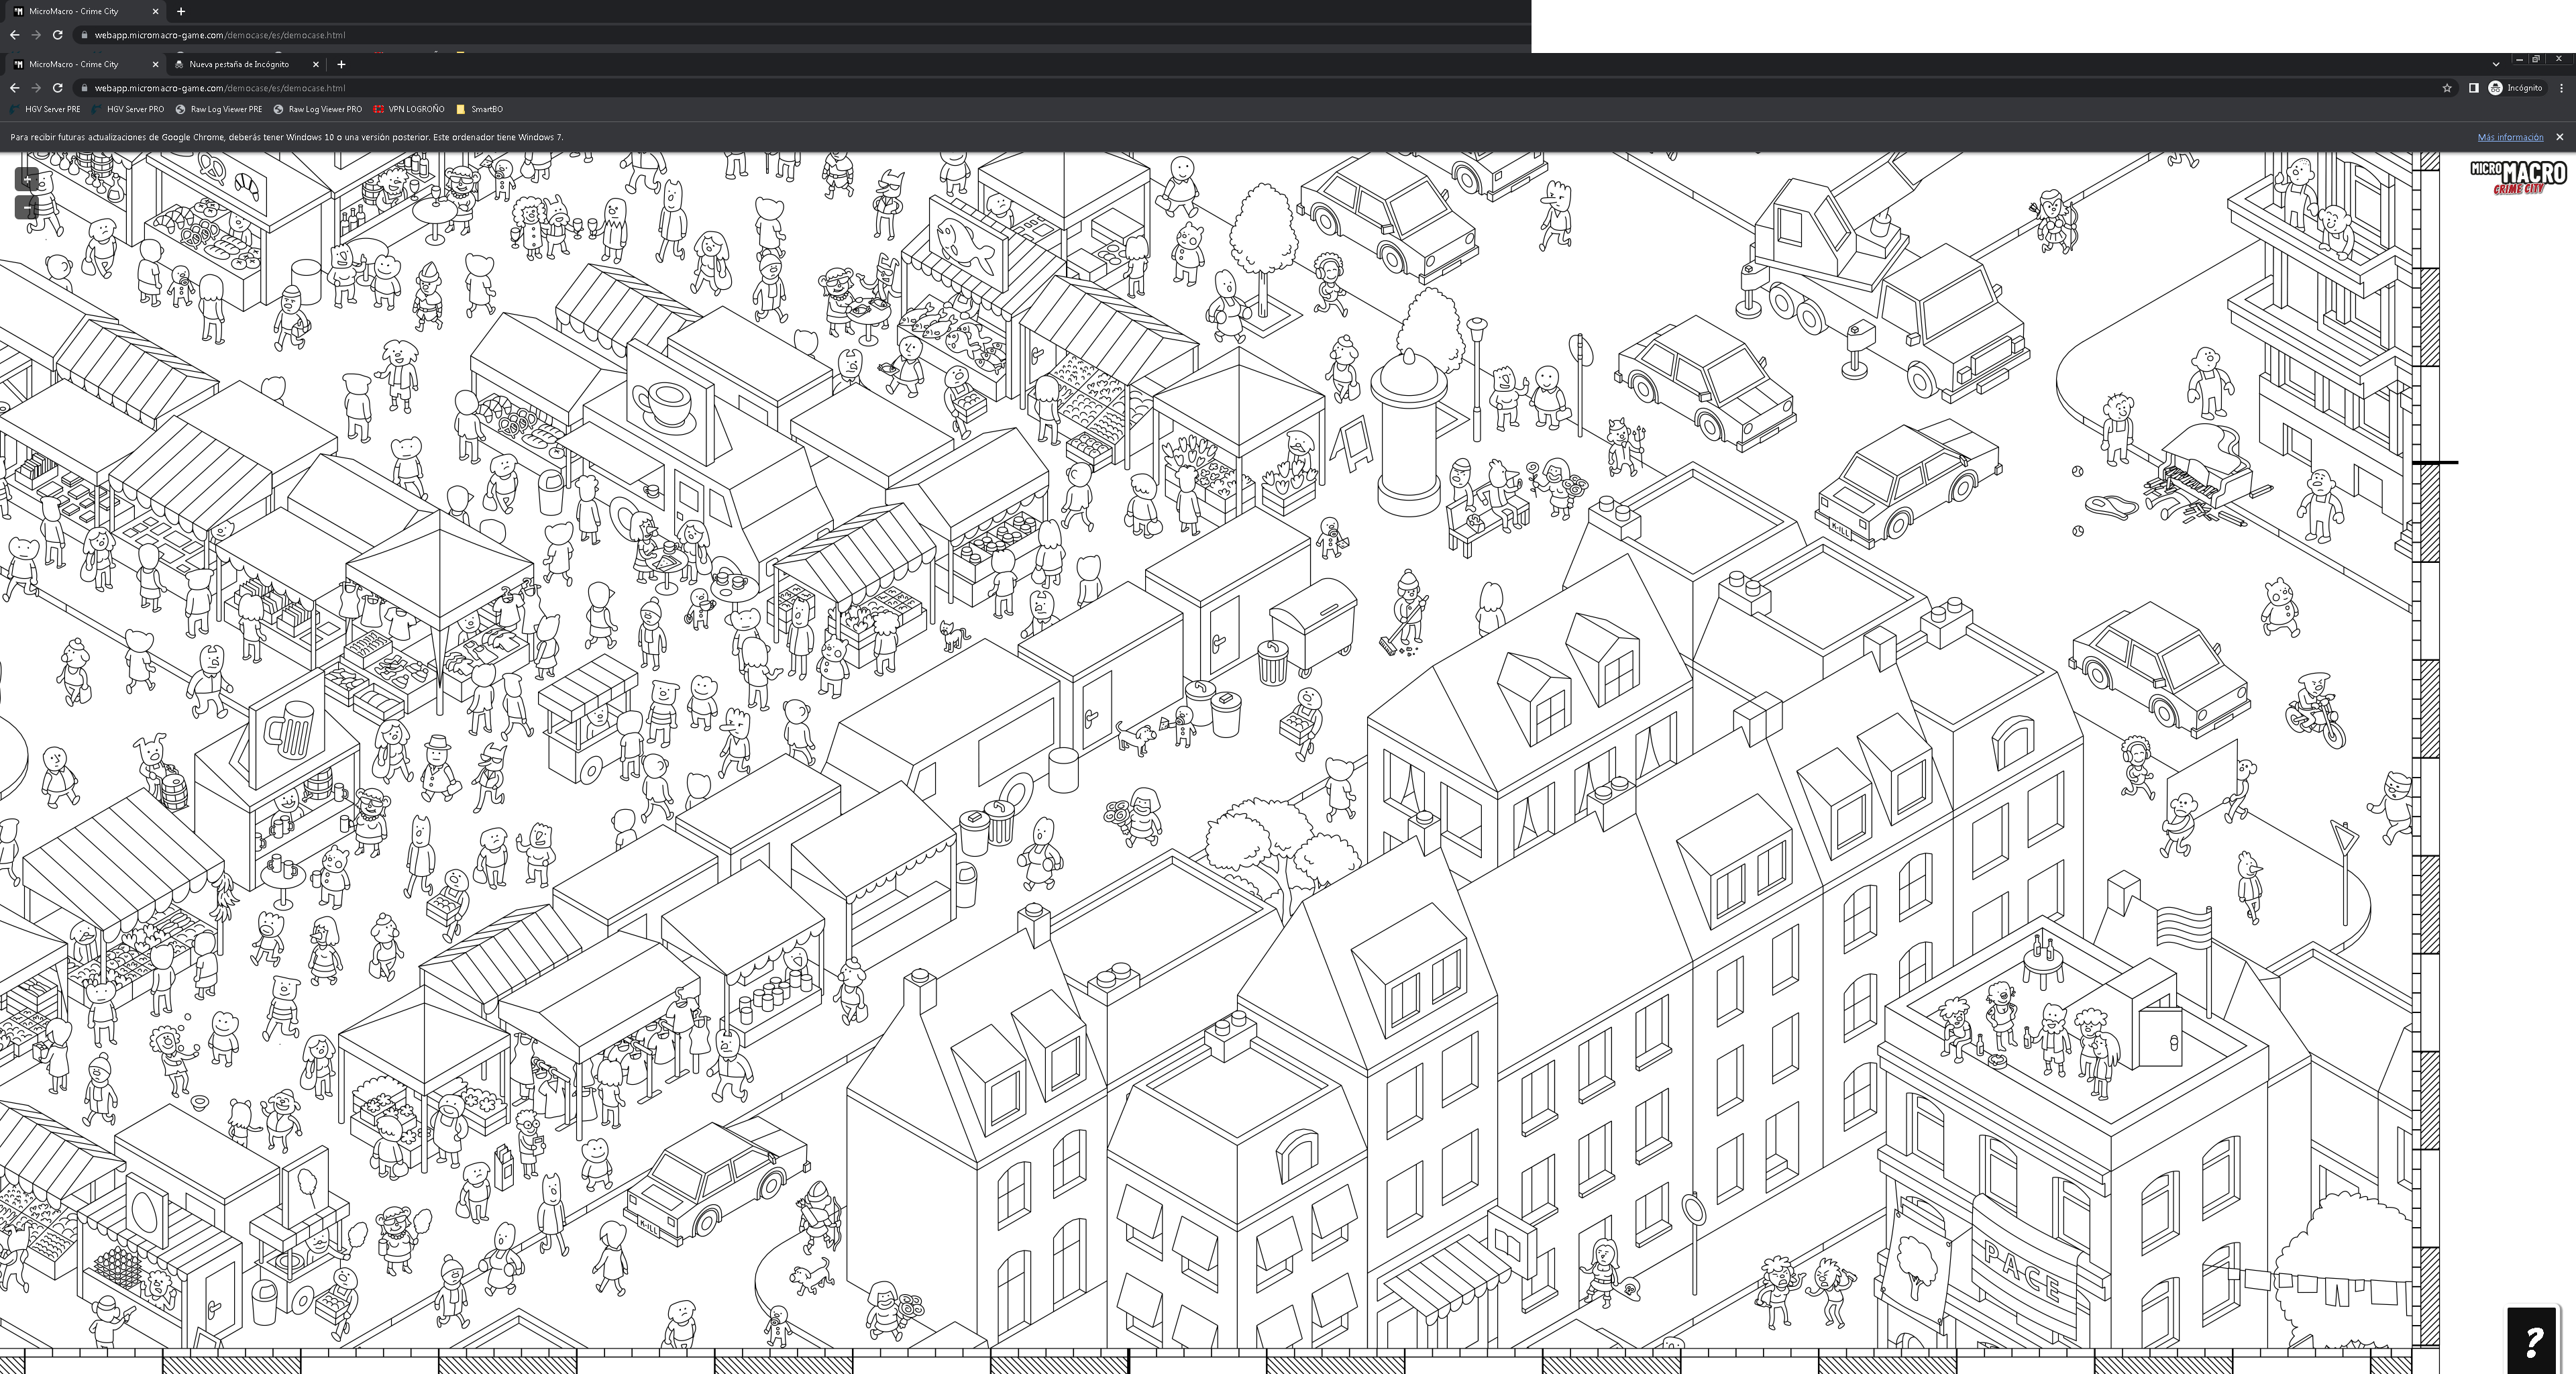 MicroMacro - Crime City
webapp.micromacro-game.com/democase/es/democase.html
MicroMacro - Crime City
Nueva pestaña de Incógnito
webapp.micromacro-game.com/democase/es/democase.html
Incógnito
HGV Server PRE
HGV Server PRO
Raw Log Viewer PRE
Raw Log Viewer PRO
VPN LOGROÑO
SmartBO
Para recibir futuras actualizaciones de Google Chrome, deberás tener Windows 10 o una versión posterior. Este ordenador tiene Windows 7.
Más información
MICRO MACRO
CRIME CITY
K-ILL
K-ILL
PACE
?